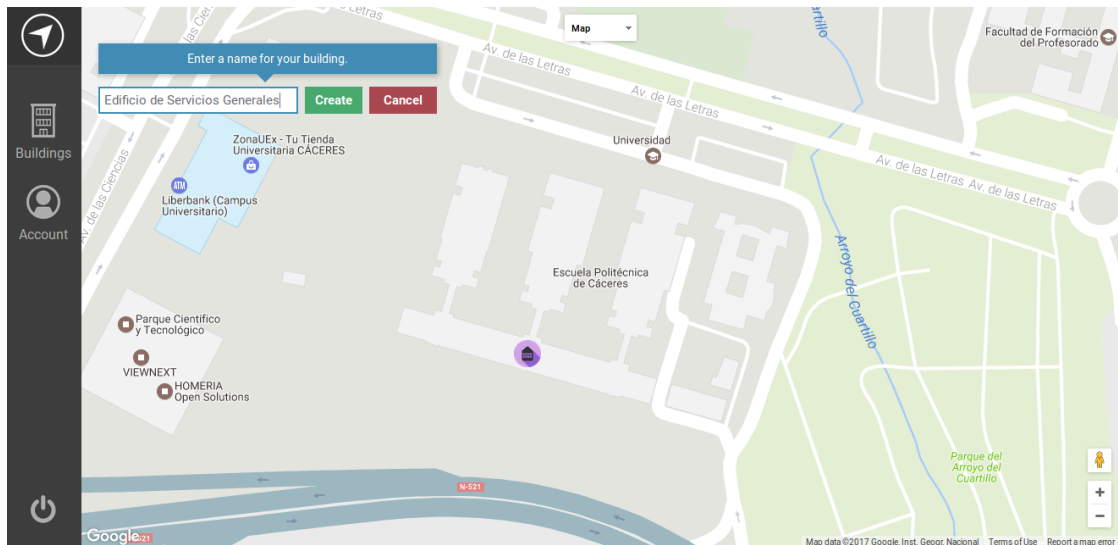 Buildings
Account
Enter a name for your building.
Edificio de Servicios Generales
Create
Cancel
Map
Av. de las Letras
Av. de las Letras
Av. de las Letras
Av. de las Letras
Av. de las Letras
Av. de las Ciencias
Av. de las
Facultad de Formación
del Profesorado
ZonaUEx - Tu Tienda
Universitaria CÁCERES
ATM
Liberbank (Campus
Universitario)
Universidad
Escuela Politécnica
de Cáceres
Arroyo del Cuartillo
Parque Científico
y Tecnológico
VIEWNEXT
HOMERIA
Open Solutions
Parque del
Arroyo del
Cuartillo
N-521
Google
Map data ©2017 Google, Inst. Geogr. Nacional
Terms of Use
Report a map error